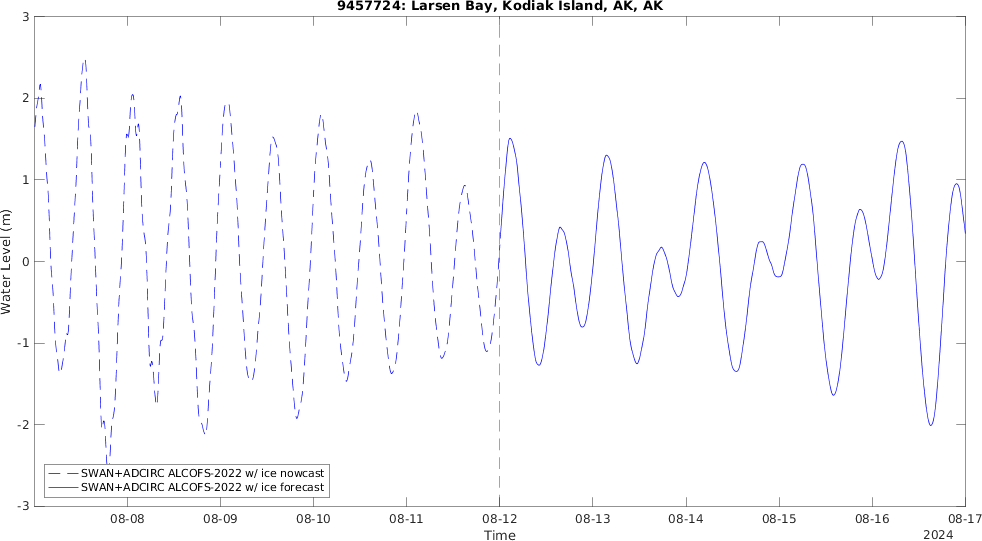 9457724: Larsen Bay, Kodiak Island, AK, AK
3
2
1
0
-1
-2
-3
Water Level (m)
SWAN+ADCIRC ALCOFS-2022 w/ ice nowcast
SWAN+ADCIRC ALCOFS-2022 w/ ice forecast
08-08 08-09 08-10 08-11 08-12 08-13 08-14 08-15 08-16 08-17
Time
2024